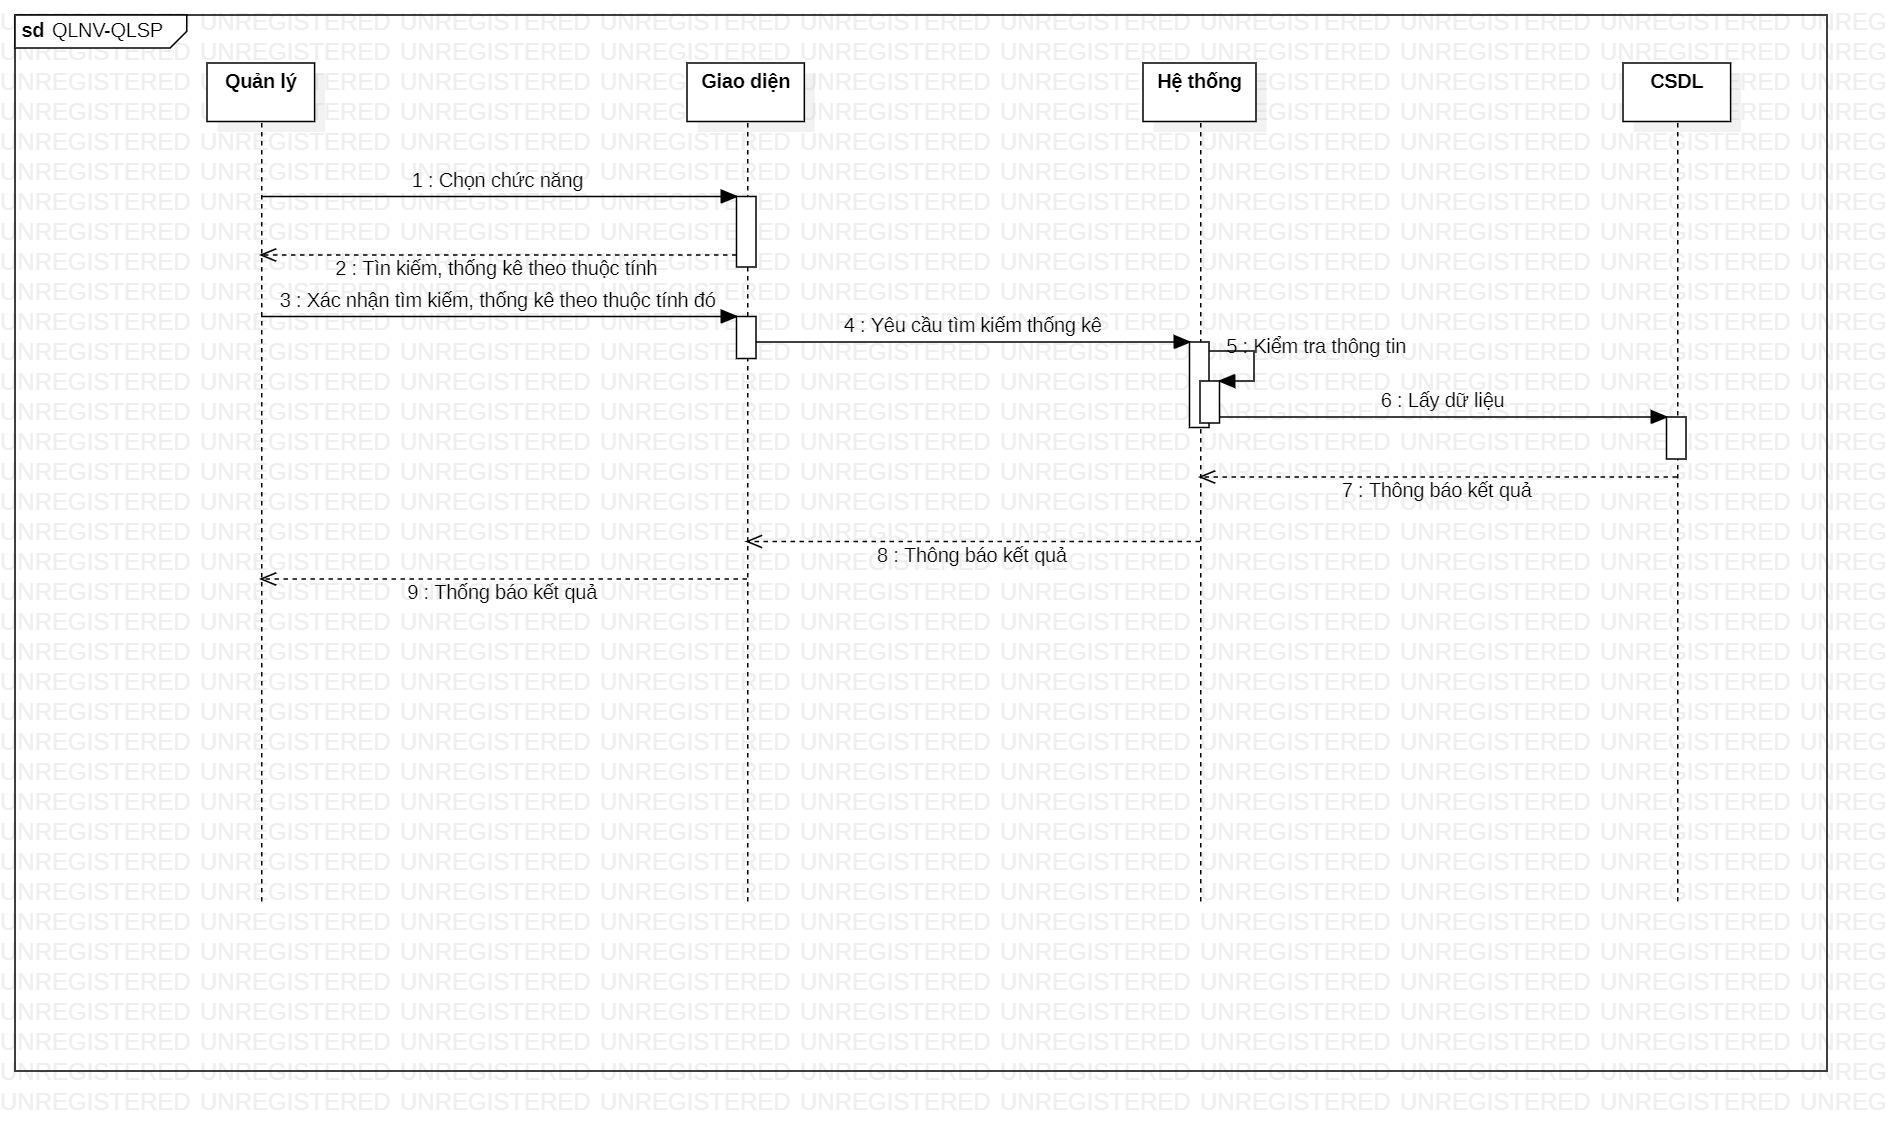 sd QLNV-QLSP
Quản lý
Giao diện
Hệ thống
CSDL
1 : Chọn chức năng
2 : Tìn kiếm, thống kê theo thuộc tính
3 : Xác nhận tìm kiếm, thống kê theo thuộc tính đó
4 : Yêu cầu tìm kiếm thống kê
5 : Kiểm tra thông tin
6 : Lấy dữ liệu
7 : Thông báo kết quả
8 : Thông báo kết quả
9 : Thống báo kết quả
UNREGISTERED